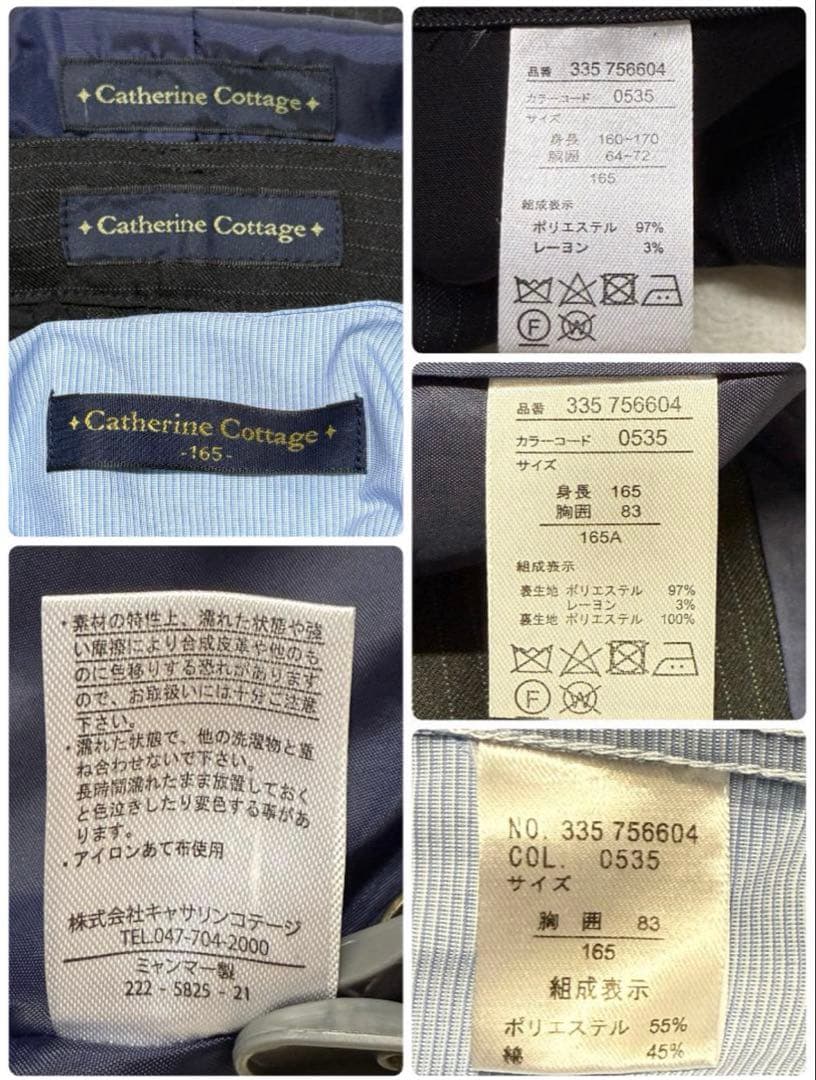 Catherine Cottage
Catherine Cottage
Catherine Cottage
-165-
品番 335 756604
カラーコード 0535
サイズ
身長 160~170
胸囲 64~72
165
組成表示
ポリエステル 97%
レーヨン 3%
F
W
品番 335 756604
カラーコード 0535
サイズ
身長 165
胸囲 83
165A
組成表示
表生地 ポリエステル 97%
レーヨン 3%
裏生地 ポリエステル 100%
F
W
・素材の特性上、濡れた状態や強
い摩擦により合成皮革や他のも
のに色移りする恐れがあります
ので、お取扱いには十分ご注意
下さい。
・濡れた状態で、他の洗濯物と重
ね合わせないで下さい。
長時間濡れたまま放置しておく
と色泣きしたり変色する事があ
ります。
・アイロンあて布使用
株式会社キャサリンコテージ
TEL.047-704-2000
ミャンマー製
222 - 5825 - 21
NO. 335 756604
COL. 0535
サイズ
胸囲 83
165
組成表示
ポリエステル 55%
綿 45%